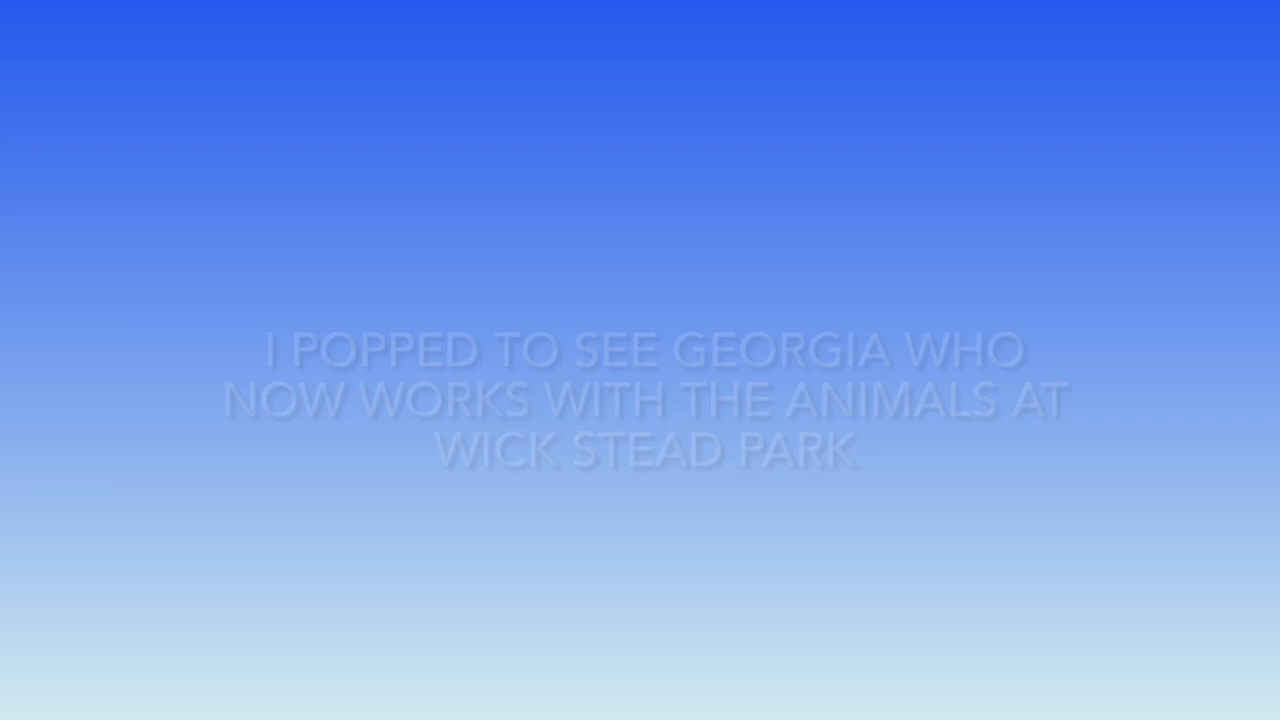 I POPPED TO SEE GEORGIA WHO
NOW WORKS WITH THE ANIMALS AT
WICK STEAD PARK